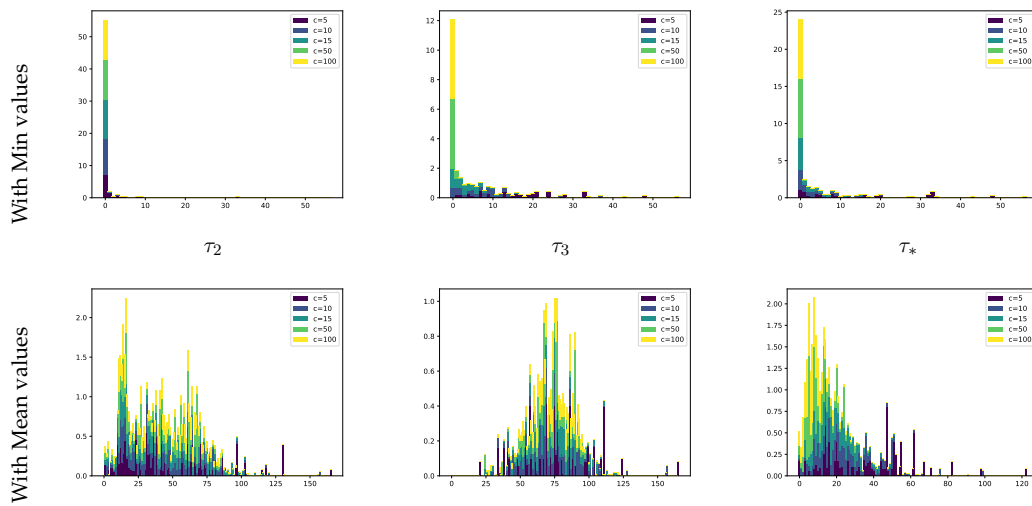 With Min values
60
50
40
30
20
10
0
0 10 20 30 40 50
c=5
c=10
c=15
c=50
c=100
12
10
8
6
4
2
0
0 10 20 30 40 50
c=5
c=10
c=15
c=50
c=100
25
20
15
10
5
0
0 10 20 30 40 50
c=5
c=10
c=15
c=50
c=100
τ2 τ3 τ*
With Mean values
2.0
1.5
1.0
0.5
0.0
0 25 50 75 100 125 150
c=5
c=10
c=15
c=50
c=100
1.0
0.8
0.6
0.4
0.2
0.0
0 25 50 75 100 125 150
c=5
c=10
c=15
c=50
c=100
2.00
1.75
1.50
1.25
1.00
0.75
0.50
0.25
0.00
0 20 40 60 80 100 120
c=5
c=10
c=15
c=50
c=100